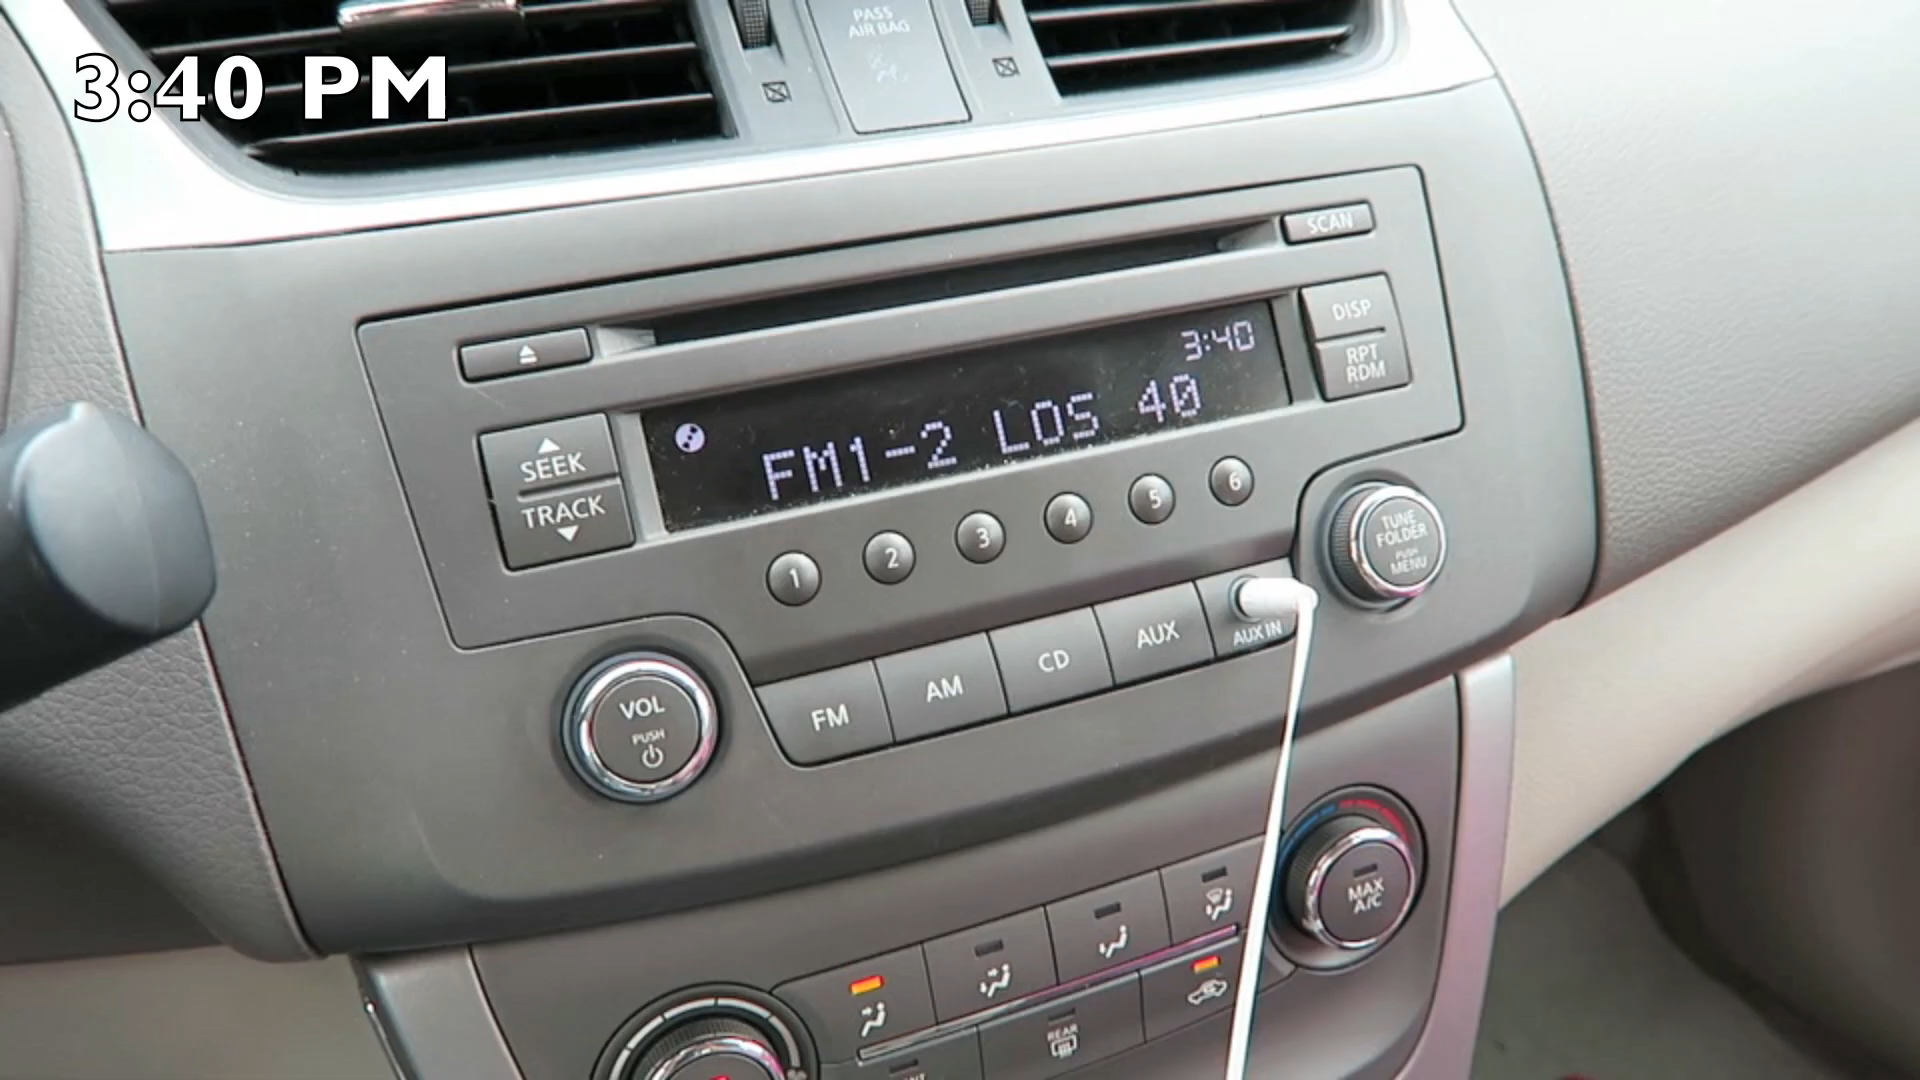 3:40 PM
PASS
AIR BAG
SCAN
DISP
RPT
RDM
3:40
FM1-2 LOS 40
SEEK
TRACK
1 2 3 4 5 6
TUNE
FOLDER
PUSH
MENU
AUX IN
FM AM CD AUX
VOL
PUSH
MAX
A/C
REAR